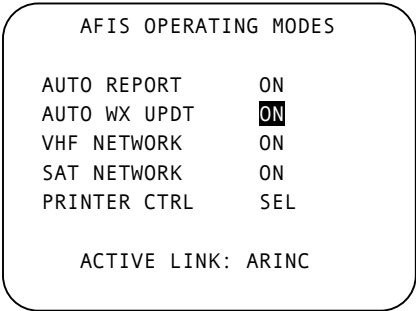 AFIS OPERATING MODES
AUTO REPORT ON
AUTO WX UPDT ON
VHF NETWORK ON
SAT NETWORK ON
PRINTER CTRL SEL
ACTIVE LINK: ARINC